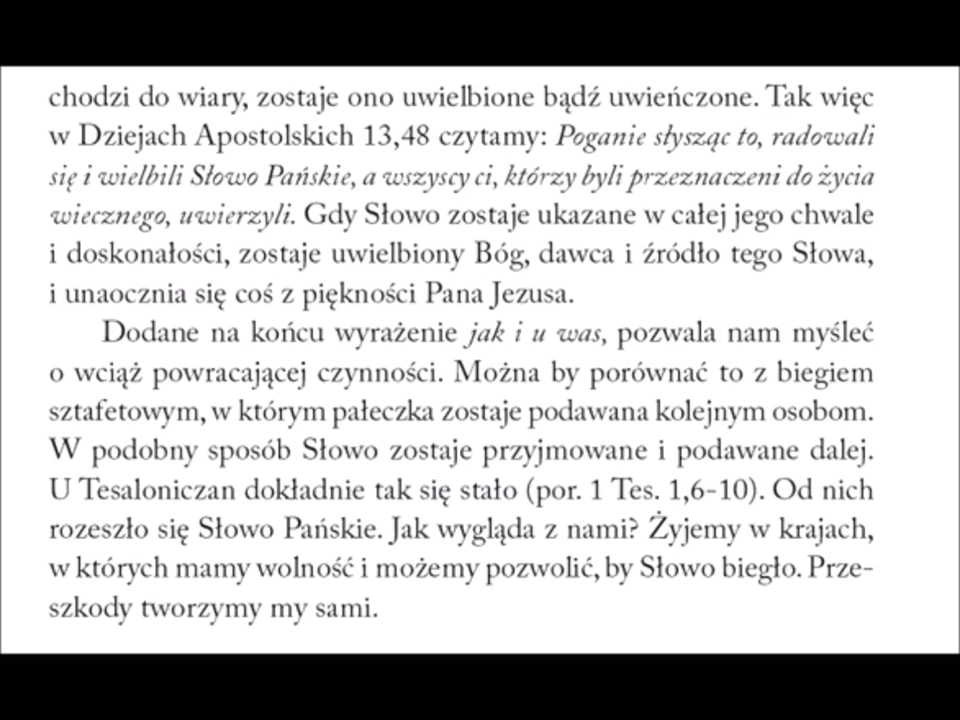 chodzi do wiary, zostaje ono uwielbione bądź uwieńczone. Tak więc
w Dziejach Apostolskich 13,48 czytamy: Poganie słysząc to, radowali
się i wielbili Słowo Pańskie, a wszyscy ci, którzy byli przeznaczeni do życia
wiecznego, uwierzyli. Gdy Słowo zostaje ukazane w całej jego chwale
i doskonałości, zostaje uwielbiony Bóg, dawca i źródło tego Słowa,
i unaocznia się coś z piękności Pana Jezusa.
Dodane na końcu wyrażenie jak i u was, pozwala nam myśleć
o wciąż powracającej czynności. Można by porównać to z biegiem
sztafetowym, w którym pałeczka zostaje podawana kolejnym osobom.
W podobny sposób Słowo zostaje przyjmowane i podawane dalej.
U Tesaloniczan dokładnie tak się stało (por. 1 Tes. 1,6-10). Od nich
rozeszło się Słowo Pańskie. Jak wygląda z nami? Żyjemy w krajach,
w których mamy wolność i możemy pozwolić, by Słowo biegło. Prze-
szkody tworzymy my sami.